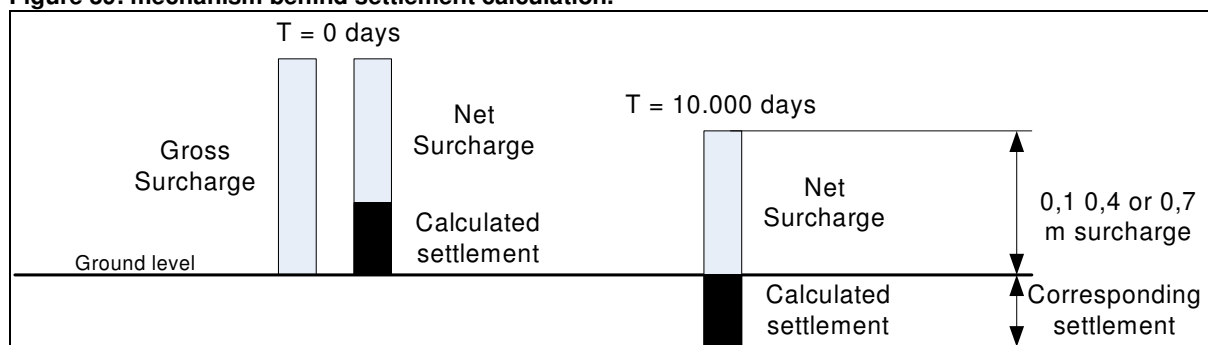 Figure 39: mechanism behind settlement calculation.
T = 0 days
Gross
Surcharge
Net
Surcharge
Calculated
settlement
Ground level
T = 10.000 days
Net
Surcharge
Calculated
settlement
0,1 0,4 or 0,7
m surcharge
Corresponding
settlement